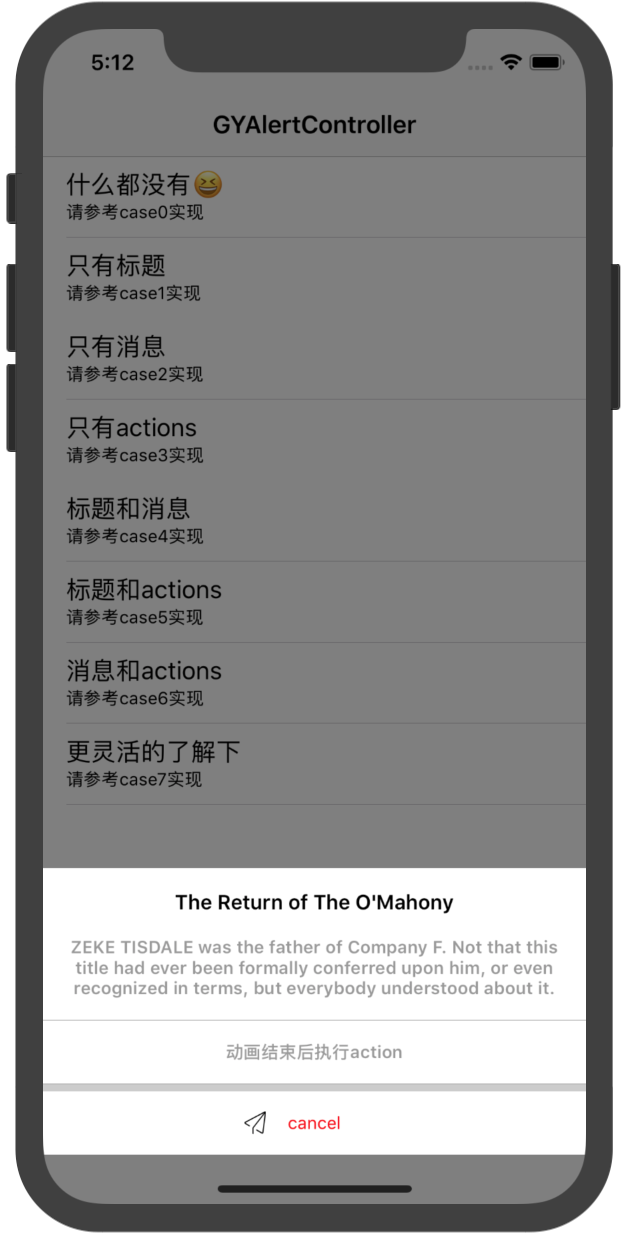 5:12
GYAlertController
什么都没有😆
请参考case0实现
只有标题
请参考case1实现
只有消息
请参考case2实现
只有actions
请参考case3实现
标题和消息
请参考case4实现
标题和actions
请参考case5实现
消息和actions
请参考case6实现
更灵活的了解下
请参考case7实现
The Return of The O'Mahony
ZEKE TISDALE was the father of Company F. Not that this
title had ever been formally conferred upon him, or even
recognized in terms, but everybody understood about it.
动画结束后执行action
cancel